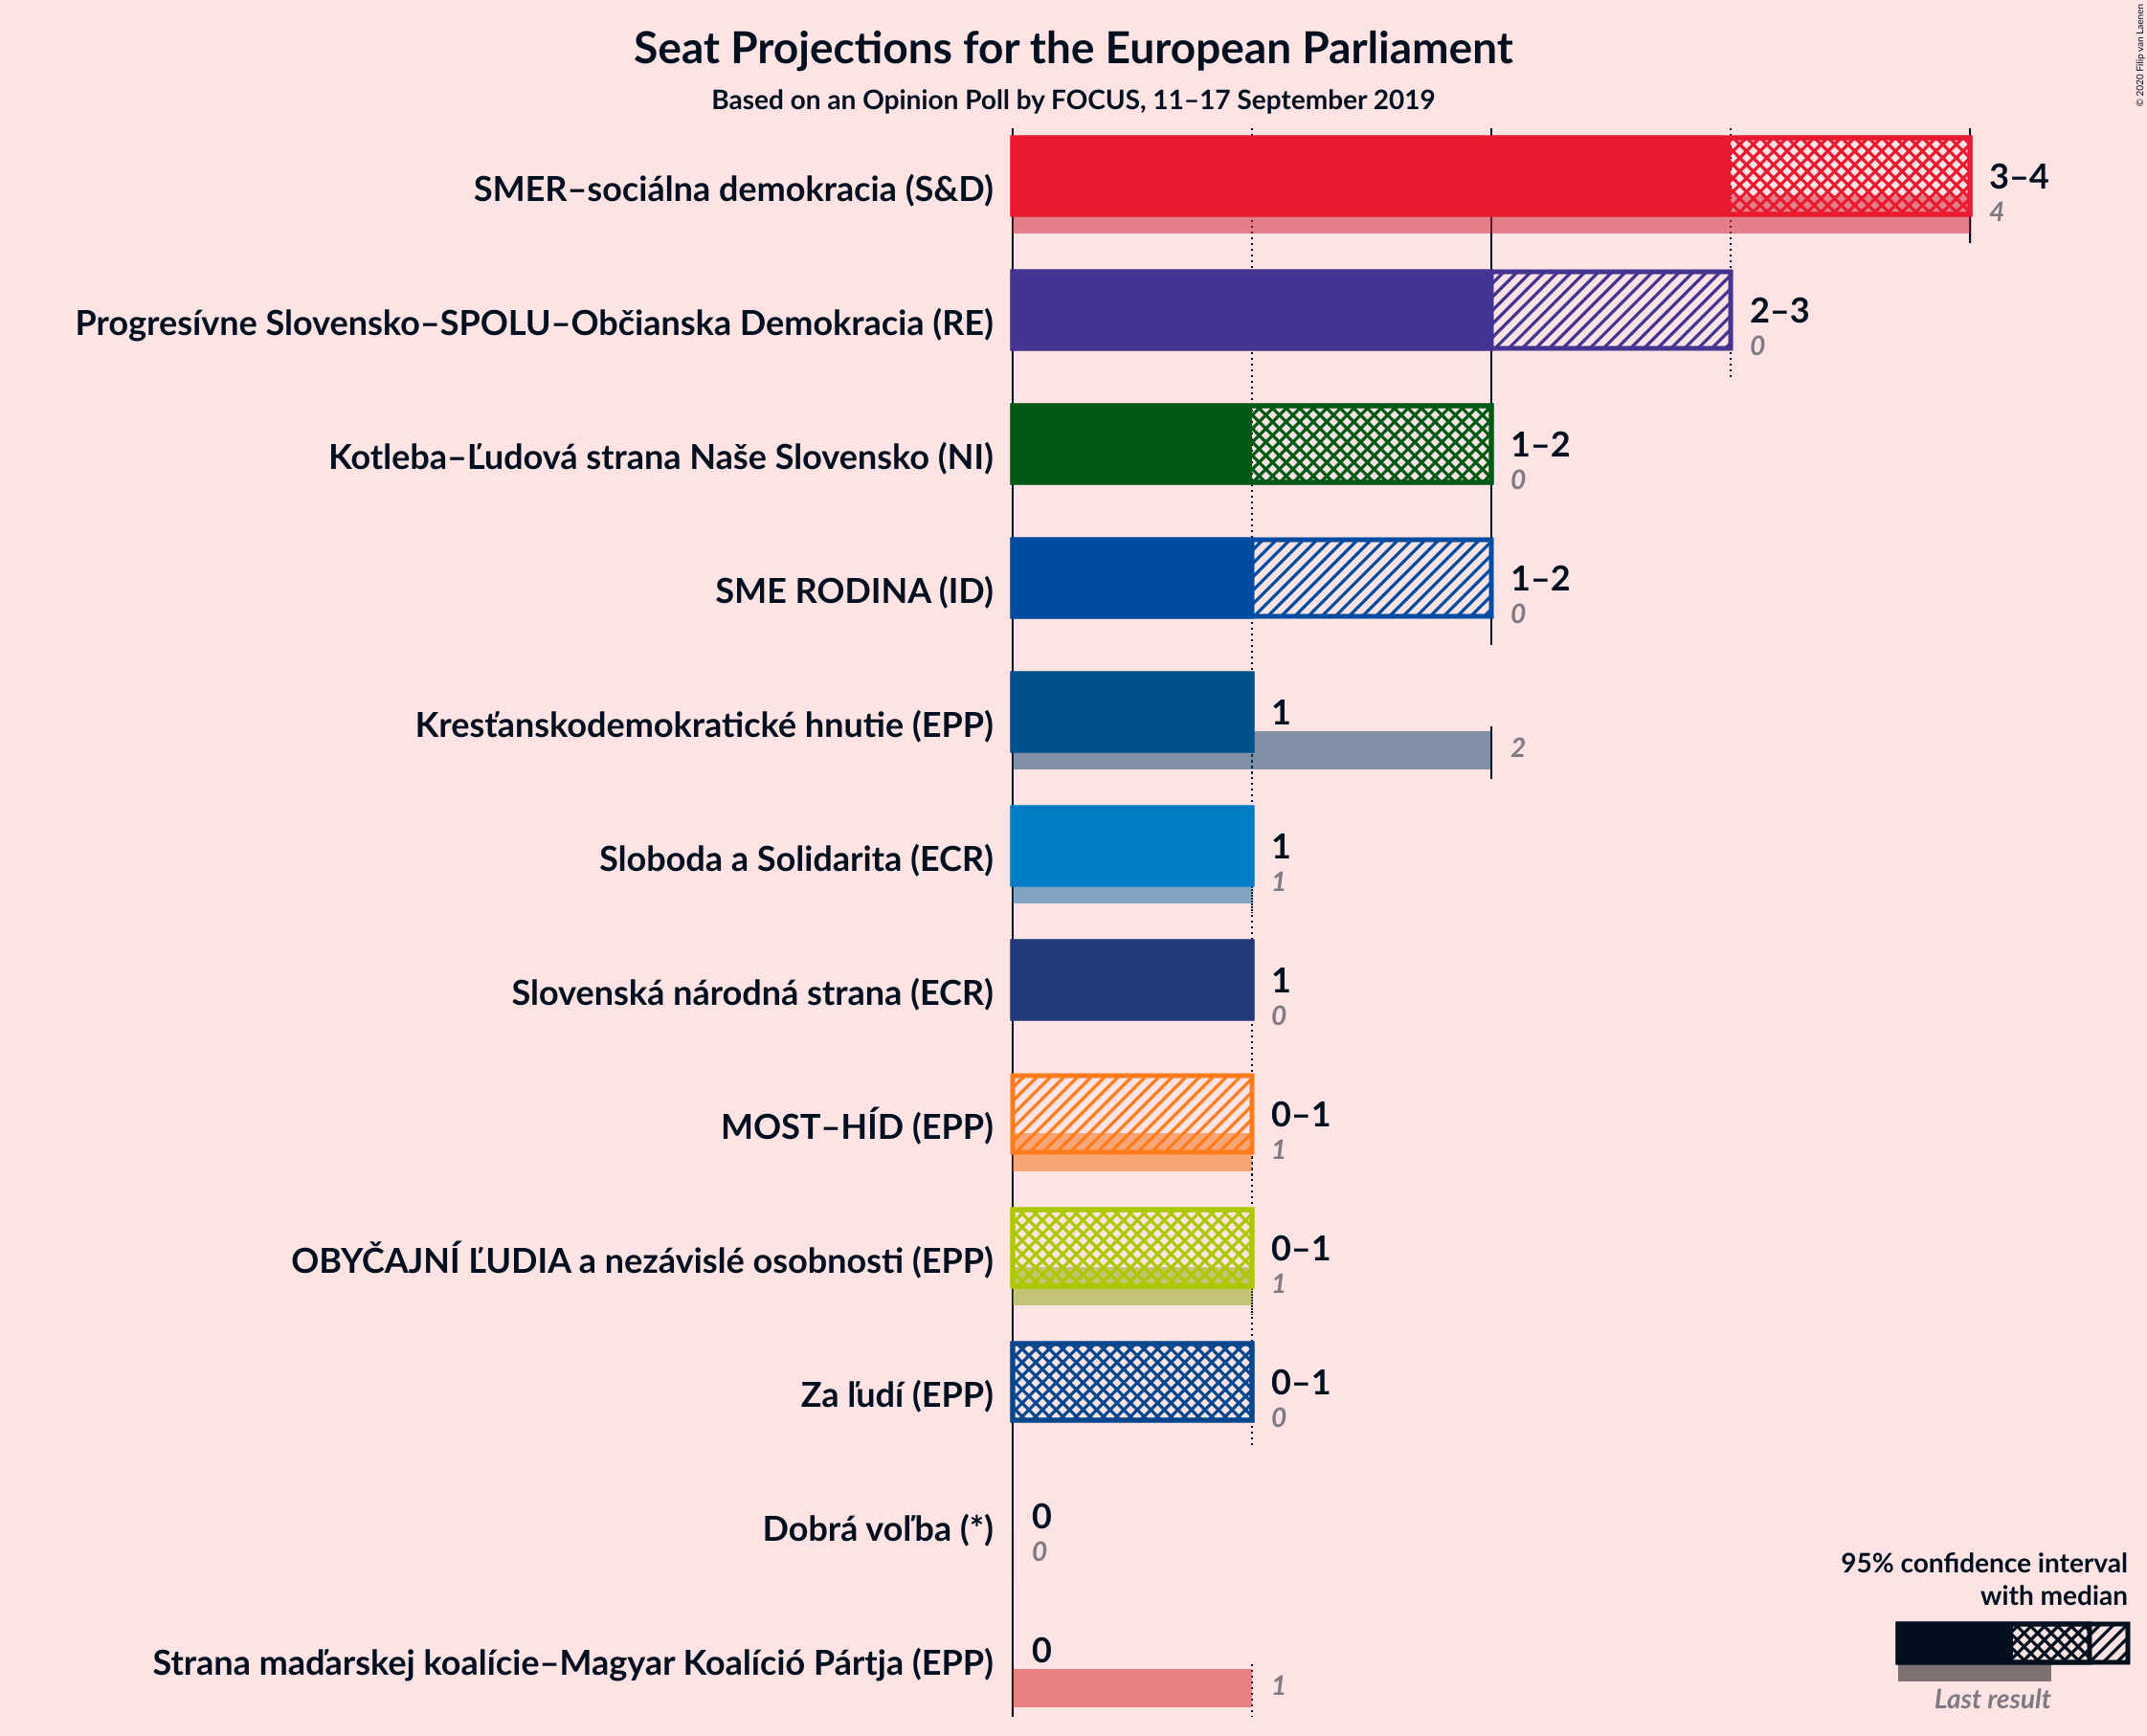 Seat Projections for the European Parliament
Based on an Opinion Poll by FOCUS, 11–17 September 2019
© 2020 Filip van Laenen
SMER–sociálna demokracia (S&D)
3–4
4
Progresívne Slovensko–SPOLU–Občianska Demokracia (RE)
2–3
0
Kotleba–Ľudová strana Naše Slovensko (NI)
1–2
0
SME RODINA (ID)
1–2
0
Kresťanskodemokratické hnutie (EPP)
1
2
Sloboda a Solidarita (ECR)
1
1
Slovenská národná strana (ECR)
1
0
MOST–HÍD (EPP)
0–1
1
OBYČAJNÍ ĽUDIA a nezávislé osobnosti (EPP)
0–1
1
Za ľudí (EPP)
0–1
0
Dobrá voľba (*)
0
0
Strana maďarskej koalície–Magyar Koalíció Pártja (EPP)
0
1
95% confidence interval
with median
Last result